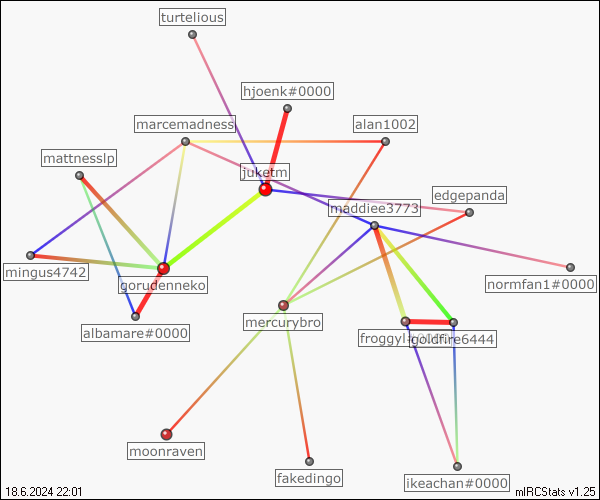 turtelious
hjoenk#0000
marcemadness
alan1002
mattnesslp
juketm
edgepanda
maddiee3773
mingus4742
gorudenneko
normfan1#0000
albamare#0000
mercurybro
goldfire6444
moonraven
fakedingo
ikeachan#0000
18.6.2024 22:01
mIRCStats v1.25